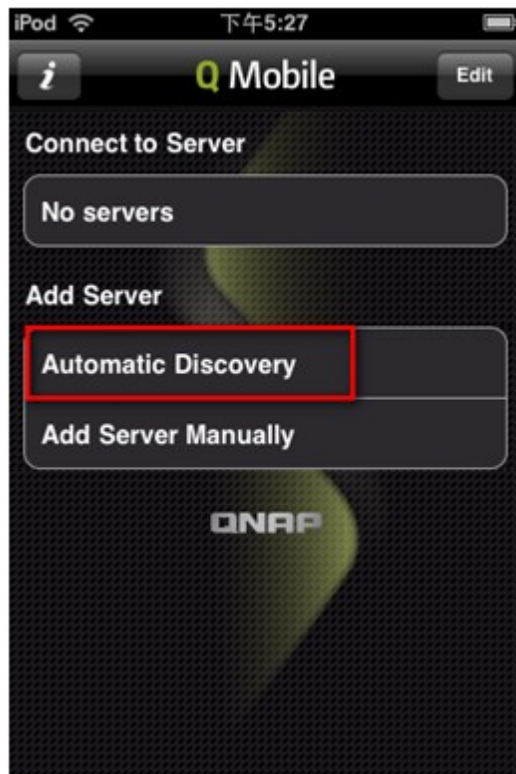 iPod 下午5:27
i Q Mobile Edit
Connect to Server
No servers
Add Server
Automatic Discovery
Add Server Manually
QNAP